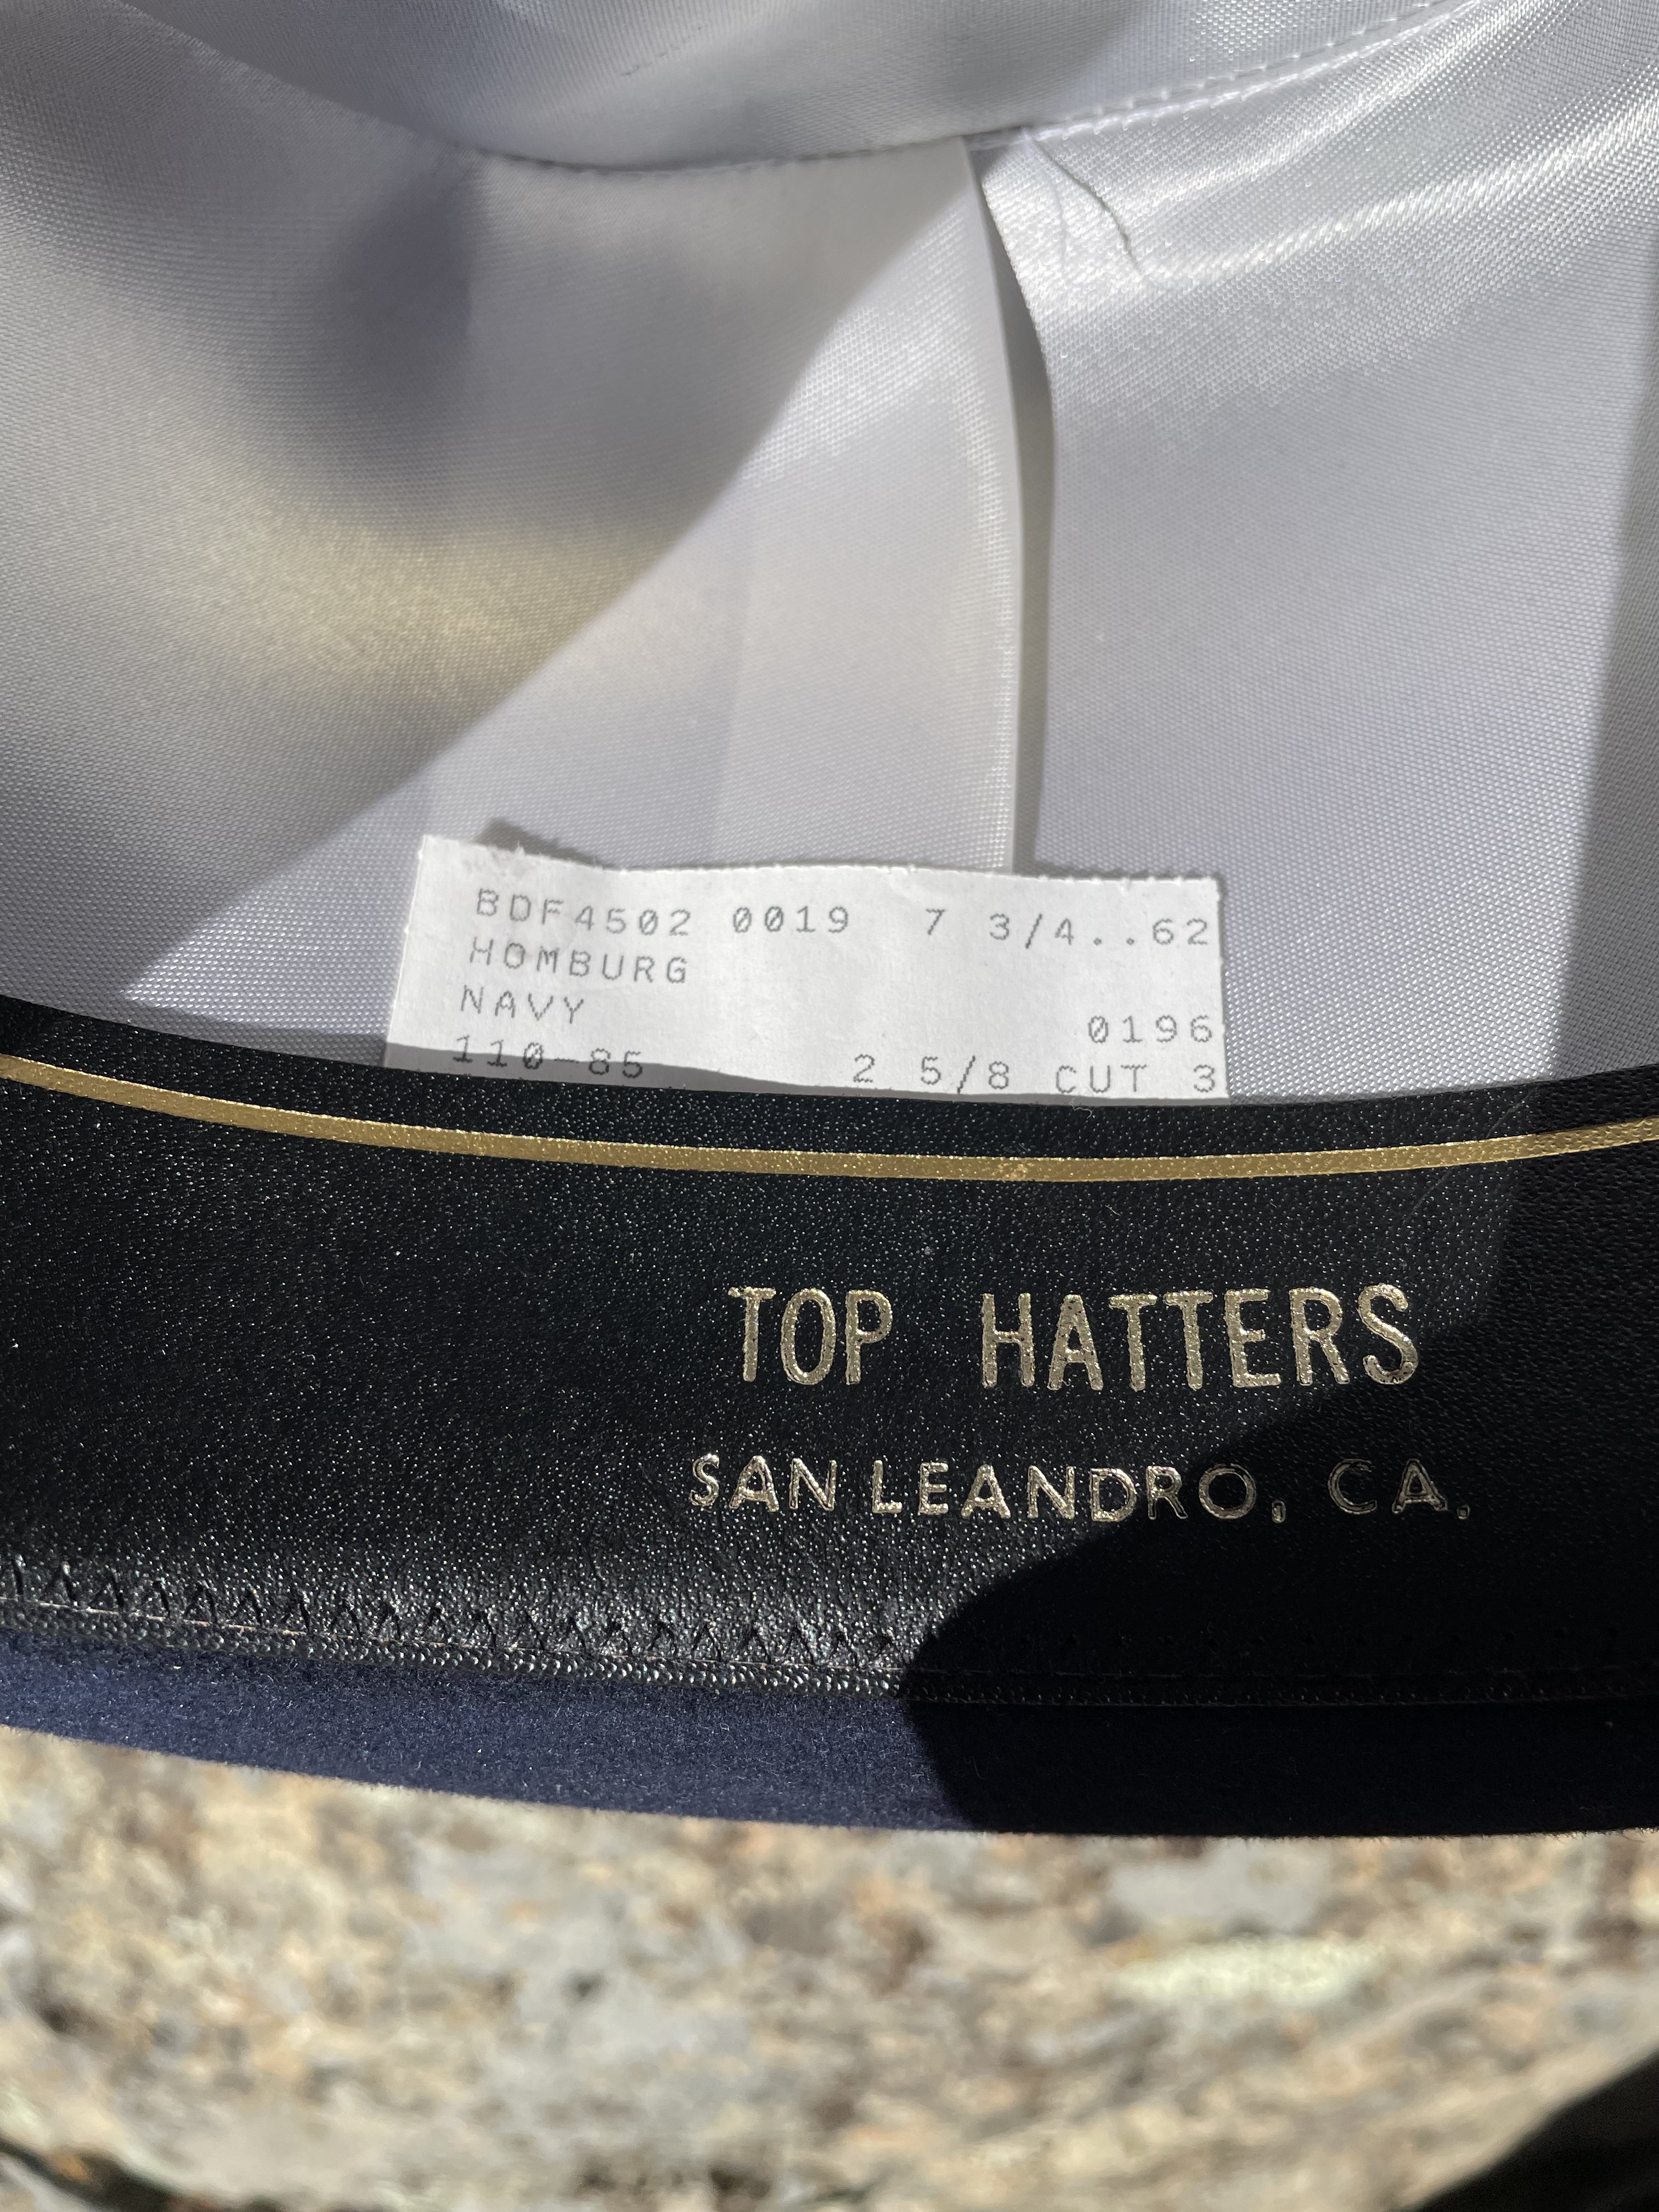 BDF4502 0019 7 3/4..62
HOMBURG
NAVY
0196
110-85 2 5/8 CUT 3
TOP HATTERS
SAN LEANDRO, CA.